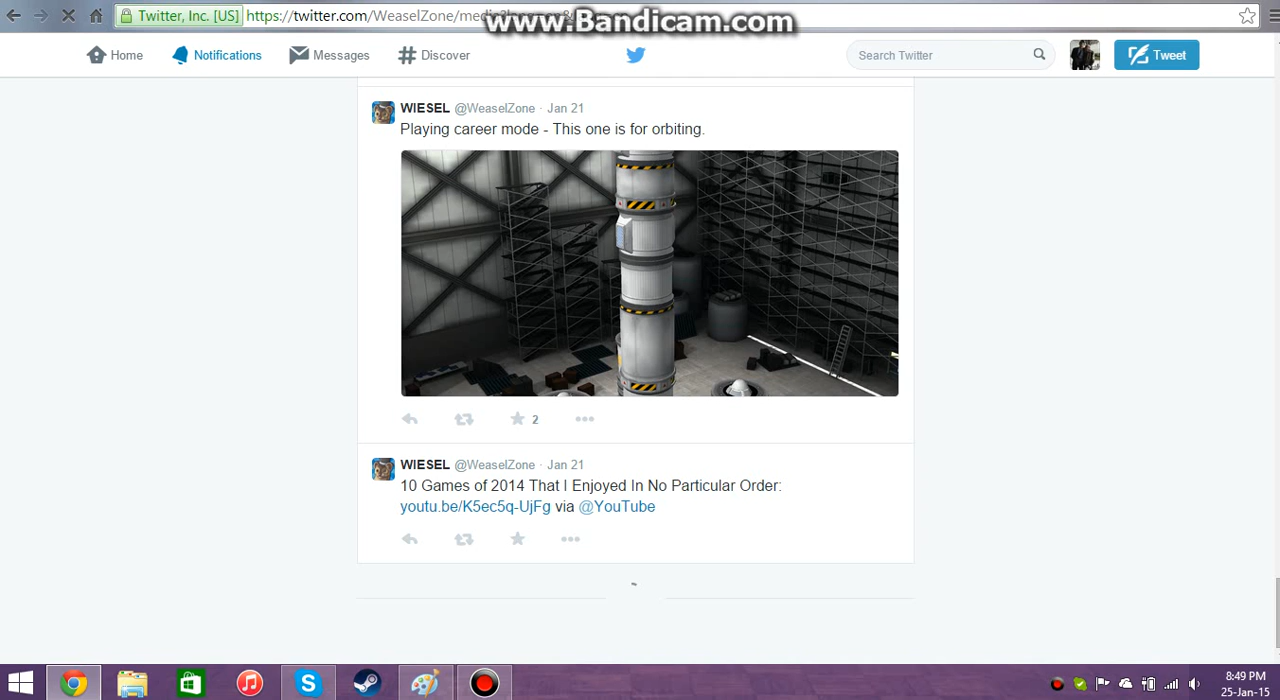 Twitter, Inc. [US] https://twitter.com/WeaselZone/media
www.Bandicam.com
Home Notifications Messages Discover Search Twitter Tweet
WIESEL @WeaselZone · Jan 21
Playing career mode - This one is for orbiting.
2
WIESEL @WeaselZone · Jan 21
10 Games of 2014 That I Enjoyed In No Particular Order:
youtu.be/K5ec5q-UjFg via @YouTube
8:49 PM
25-Jan-15